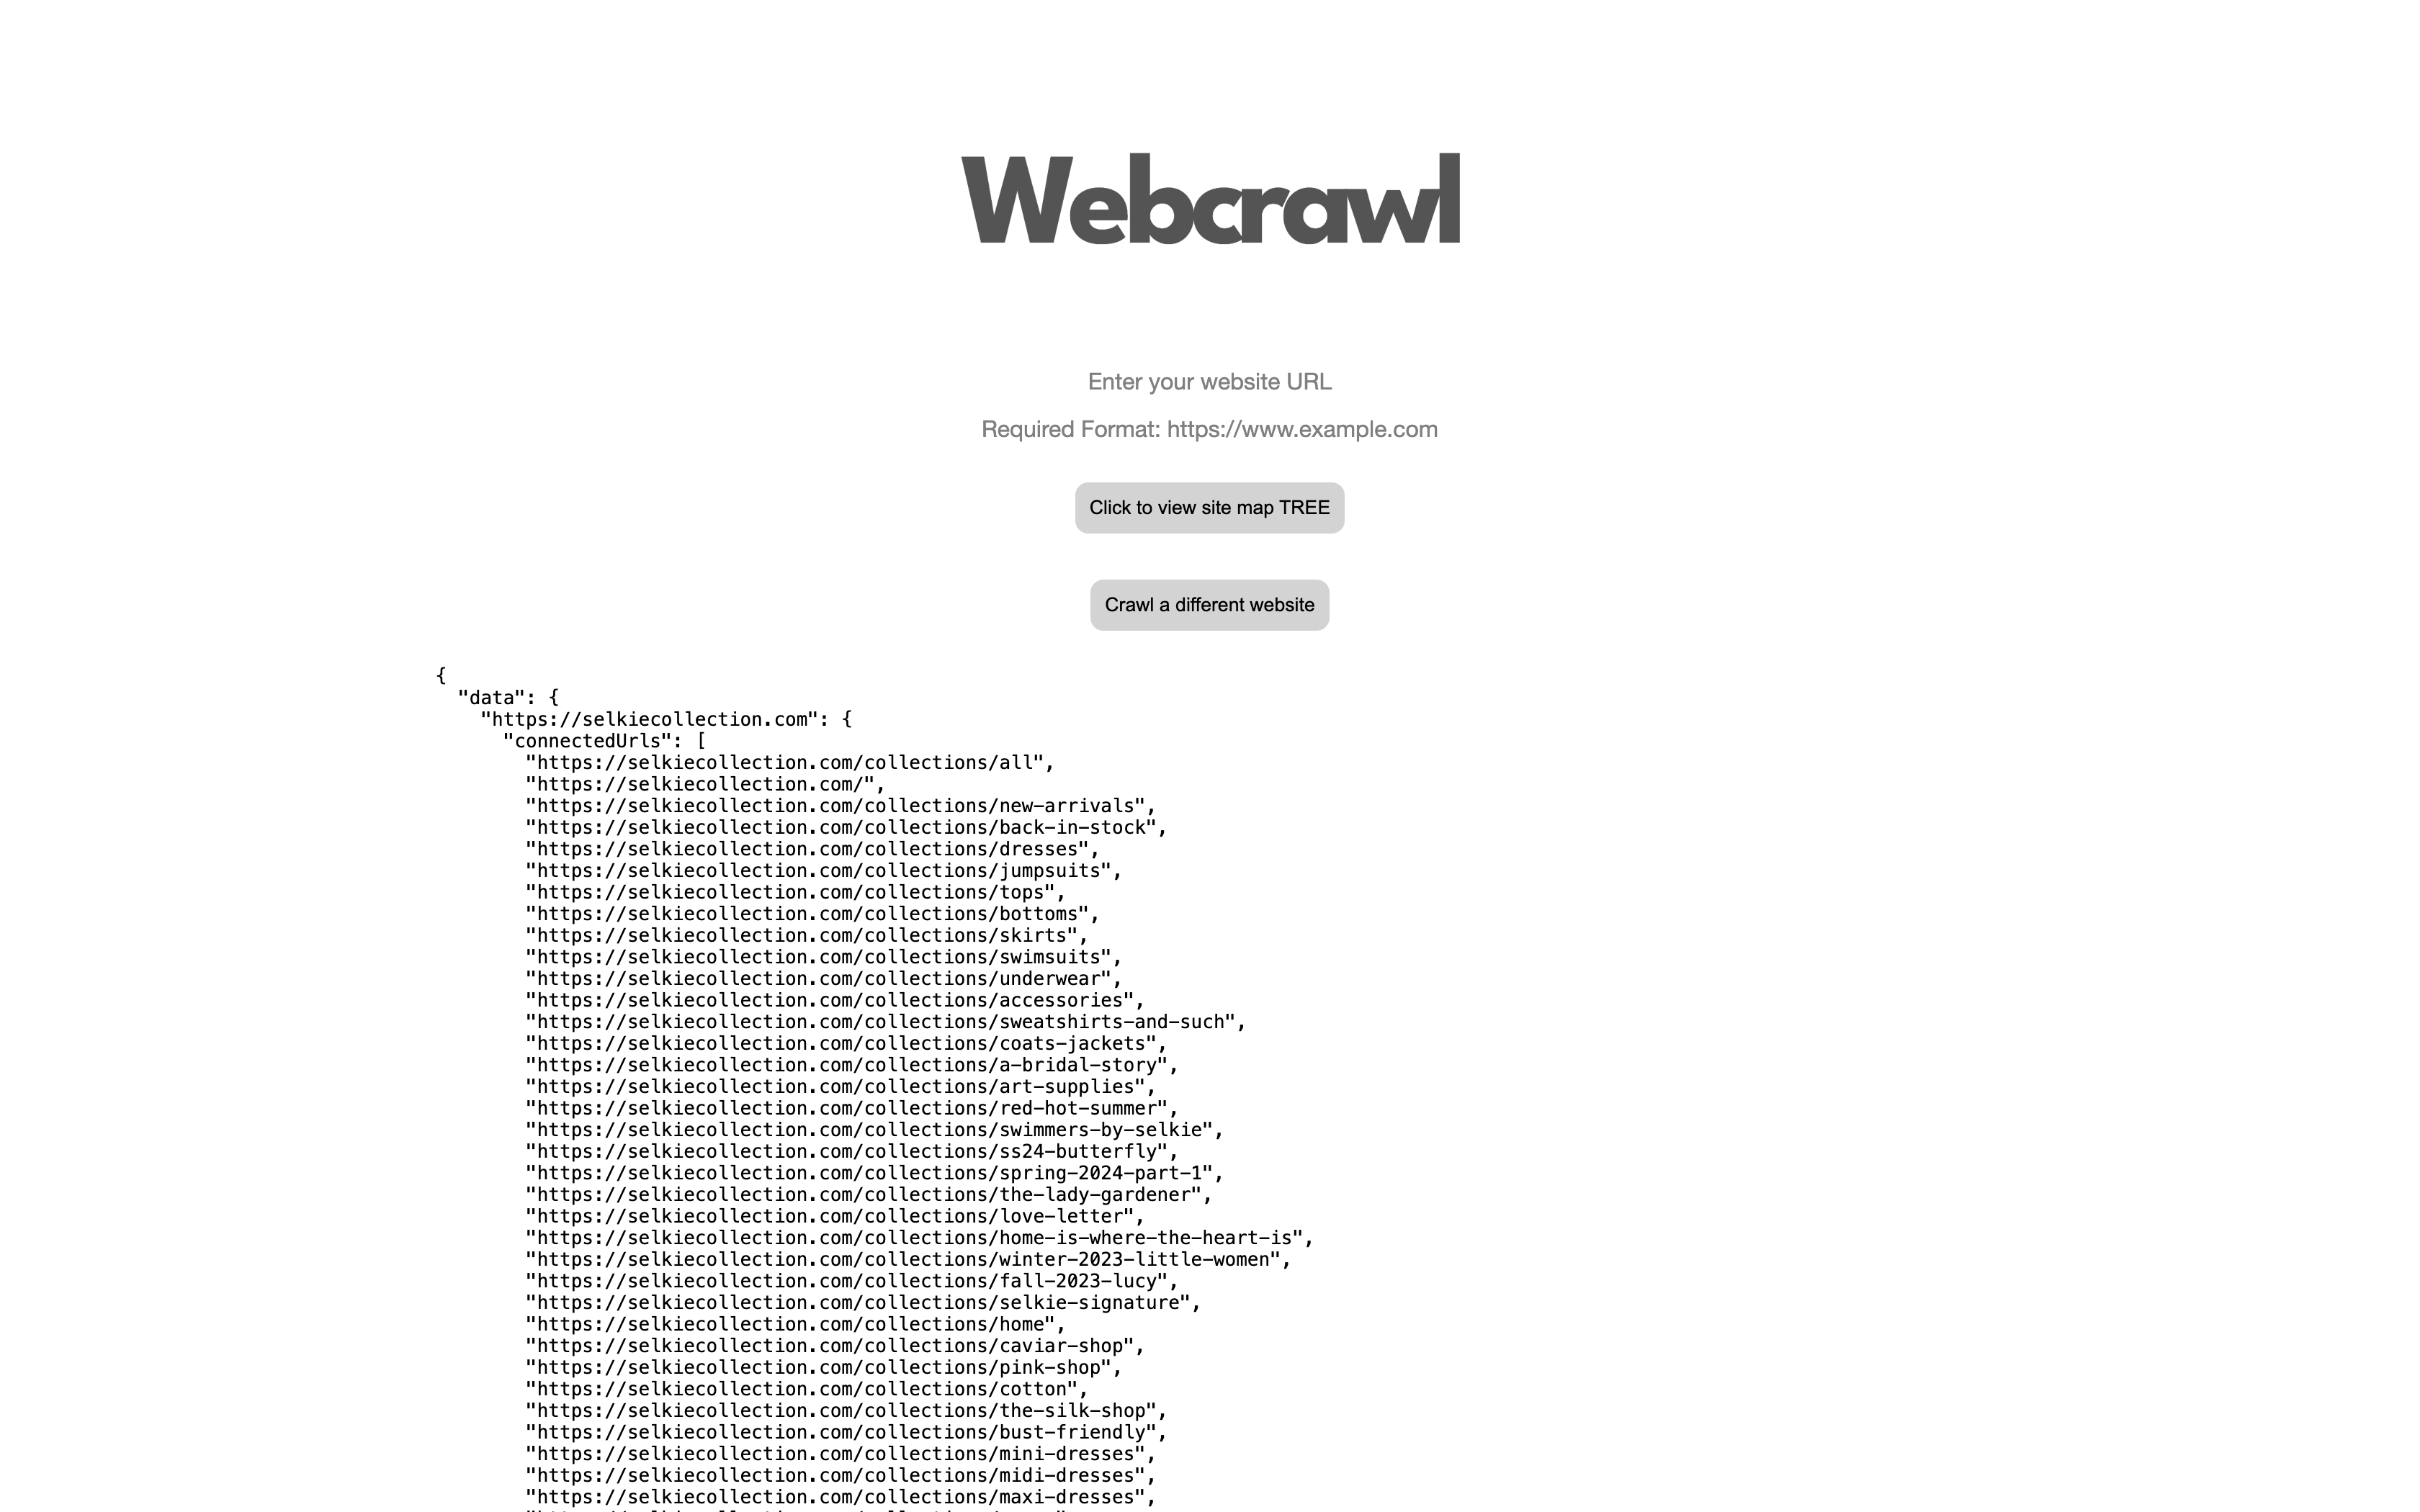 Webcrawl
Enter your website URL
Required Format: https://www.example.com
Click to view site map TREE
Crawl a different website
{
"data": {
"https://selkiecollection.com": {
"connectedUrls": [
"https://selkiecollection.com/collections/all",
"https://selkiecollection.com/",
"https://selkiecollection.com/collections/new-arrivals",
"https://selkiecollection.com/collections/back-in-stock",
"https://selkiecollection.com/collections/dresses",
"https://selkiecollection.com/collections/jumpsuits",
"https://selkiecollection.com/collections/tops",
"https://selkiecollection.com/collections/bottoms",
"https://selkiecollection.com/collections/skirts",
"https://selkiecollection.com/collections/swimsuits",
"https://selkiecollection.com/collections/underwear",
"https://selkiecollection.com/collections/accessories",
"https://selkiecollection.com/collections/sweatshirts-and-such",
"https://selkiecollection.com/collections/coats-jackets",
"https://selkiecollection.com/collections/a-bridal-story",
"https://selkiecollection.com/collections/art-supplies",
"https://selkiecollection.com/collections/red-hot-summer",
"https://selkiecollection.com/collections/swimmers-by-selkie",
"https://selkiecollection.com/collections/ss24-butterfly",
"https://selkiecollection.com/collections/spring-2024-part-1",
"https://selkiecollection.com/collections/the-lady-gardener",
"https://selkiecollection.com/collections/love-letter",
"https://selkiecollection.com/collections/home-is-where-the-heart-is",
"https://selkiecollection.com/collections/winter-2023-little-women",
"https://selkiecollection.com/collections/fall-2023-lucy",
"https://selkiecollection.com/collections/selkie-signature",
"https://selkiecollection.com/collections/home",
"https://selkiecollection.com/collections/caviar-shop",
"https://selkiecollection.com/collections/pink-shop",
"https://selkiecollection.com/collections/cotton",
"https://selkiecollection.com/collections/the-silk-shop",
"https://selkiecollection.com/collections/bust-friendly",
"https://selkiecollection.com/collections/mini-dresses",
"https://selkiecollection.com/collections/midi-dresses",
"https://selkiecollection.com/collections/maxi-dresses",